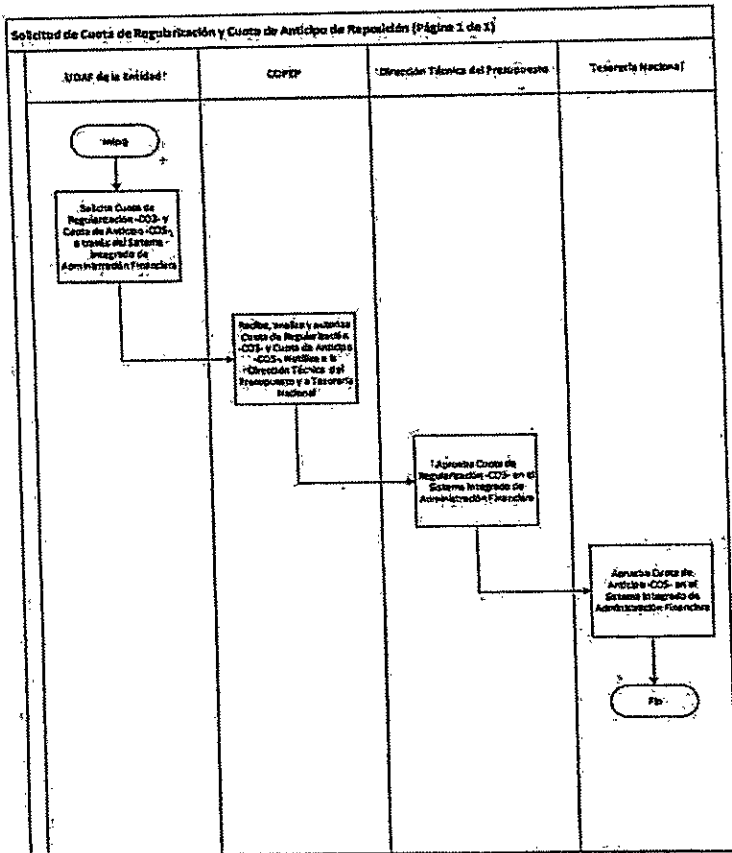 Solicitud de Cuota de Regularización y Cuota de Anticipo de Reposición (Página 1 de 1)
UDAF de la Entidad
COPEP
Dirección Técnica del Presupuesto
Tesorería Nacional
Inicio
Solicita Cuota de
Regularización -CO3- y
Cuota de Anticipo -CO5-,
a través del Sistema
Integrado de
Administración Financiera
Recibe, analiza y autoriza
Cuota de Regularización
-CO3- y Cuota de Anticipo
-CO5-. Notifica a la
Dirección Técnica del
Presupuesto y a Tesorería
Nacional
Aprueba Cuota de
Regularización -CO3- en el
Sistema Integrado de
Administración Financiera
Aprueba Cuota de
Anticipo -CO5- en el
Sistema Integrado de
Administración Financiera
Fin